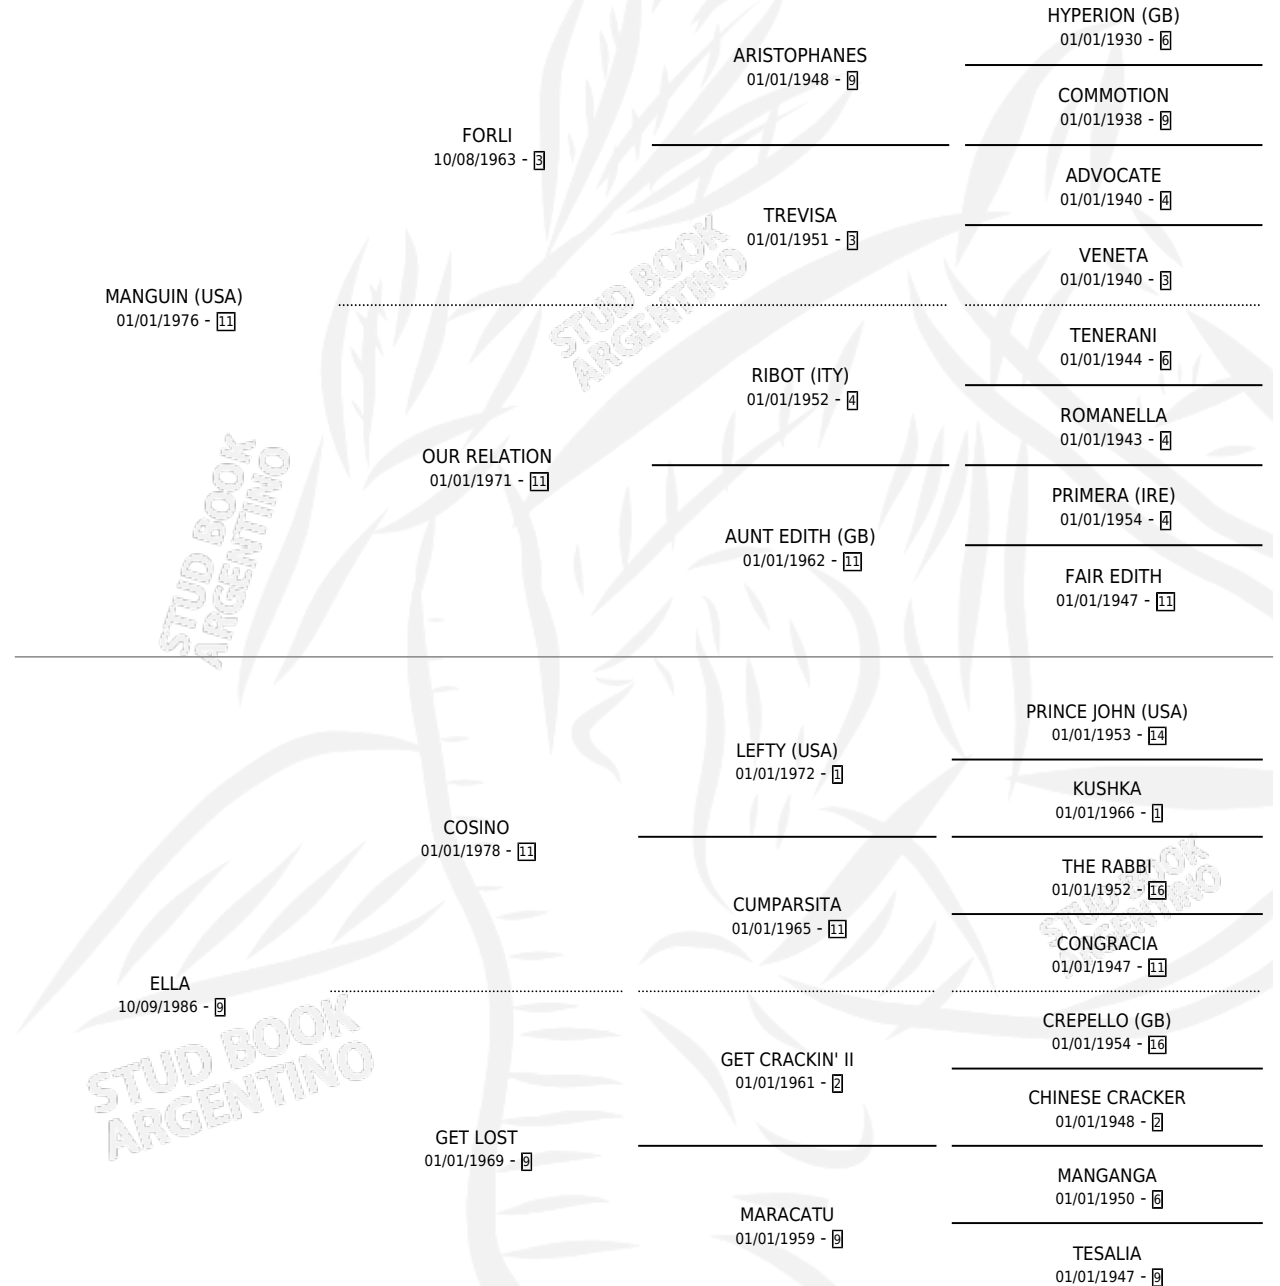 HYPERION (GB)
01/01/1930 - 6
ARISTOPHANES
01/01/1948 - 9
COMMOTION
01/01/1938 - 9
FORLI
10/08/1963 - 3
ADVOCATE
01/01/1940 - 4
TREVISA
01/01/1951 - 3
VENETA
01/01/1940 - 3
MANGUIN (USA)
01/01/1976 - 11
TENERANI
01/01/1944 - 6
RIBOT (ITY)
01/01/1952 - 4
ROMANELLA
01/01/1943 - 4
OUR RELATION
01/01/1971 - 11
PRIMERA (IRE)
01/01/1954 - 4
AUNT EDITH (GB)
01/01/1962 - 11
FAIR EDITH
01/01/1947 - 11
PRINCE JOHN (USA)
01/01/1953 - 14
LEFTY (USA)
01/01/1972 - 1
KUSHKA
01/01/1966 - 1
COSINO
01/01/1978 - 11
THE RABBI
01/01/1952 - 16
CUMPARSITA
01/01/1965 - 11
CONGRACIA
01/01/1947 - 11
ELLA
10/09/1986 - 9
CREPELLO (GB)
01/01/1954 - 16
GET CRACKIN' II
01/01/1961 - 2
CHINESE CRACKER
01/01/1948 - 2
GET LOST
01/01/1969 - 9
MANGANGA
01/01/1950 - 6
MARACATU
01/01/1959 - 9
TESALIA
01/01/1947 - 9
STUD BOOK
ARGENTINO
STUD BOOK
ARGENTINO
STUD BOOK
ARGENTINO
STUD BOOK
ARGENTINO